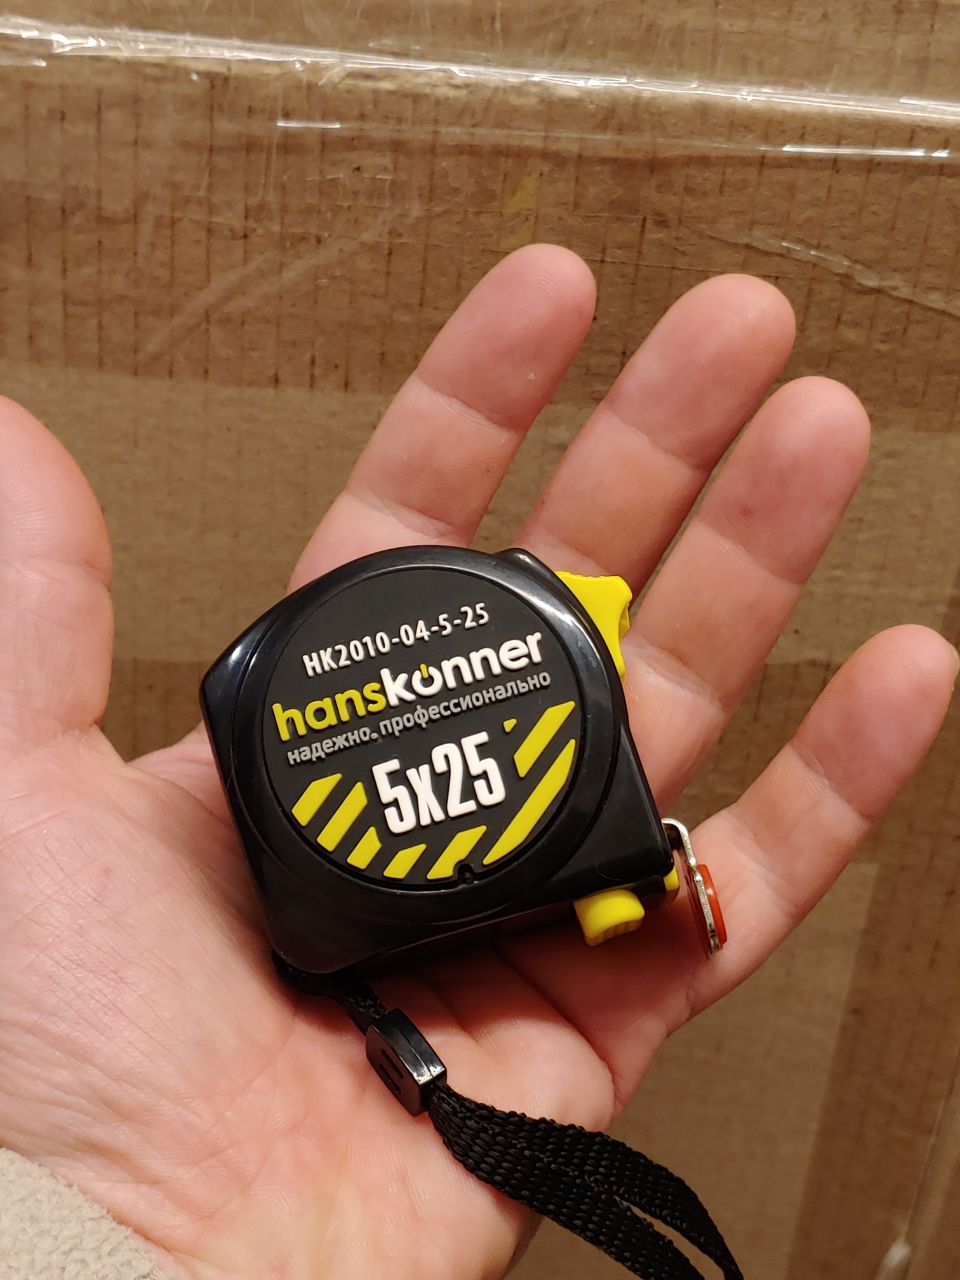 HK2010-04-5-25
hanskonner
надежно. профессионально
5x25